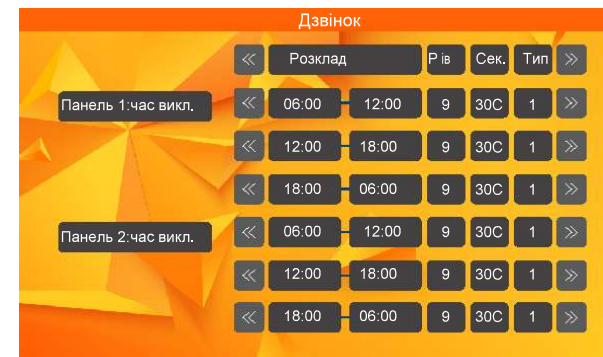 Дзвінок
« Розклад Р ів Сек. Тип »
Панель 1:час викл. « 06:00 – 12:00 9 30С 1 »
« 12:00 – 18:00 9 30С 1 »
« 18:00 – 06:00 9 30С 1 »
Панель 2:час викл. « 06:00 – 12:00 9 30С 1 »
« 12:00 – 18:00 9 30С 1 »
« 18:00 – 06:00 9 30С 1 »